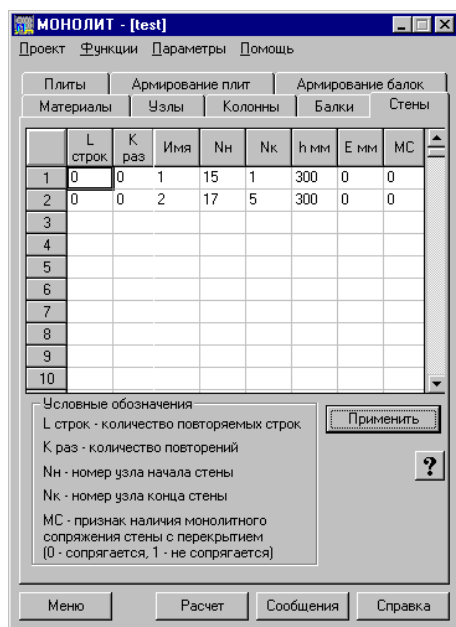 МОНОЛИТ - [test]
Проект Функции Параметры Помощь
Плиты Армирование плит Армирование балок
Материалы Узлы Колонны Балки Стены
L строк K раз Имя Nн Nк h мм E мм МС
1 0 0 1 15 1 300 0 0
2 0 0 2 17 5 300 0 0
3
4
5
6
7
8
9
10
Условные обозначения
L строк - количество повторяемых строк
К раз - количество повторений
Nн - номер узла начала стены
Nк - номер узла конца стены
МС - признак наличия монолитного
сопряжения стены с перекрытием
(0 - сопрягается, 1 - не сопрягается)
Применить
?
Меню Расчет Сообщения Справка